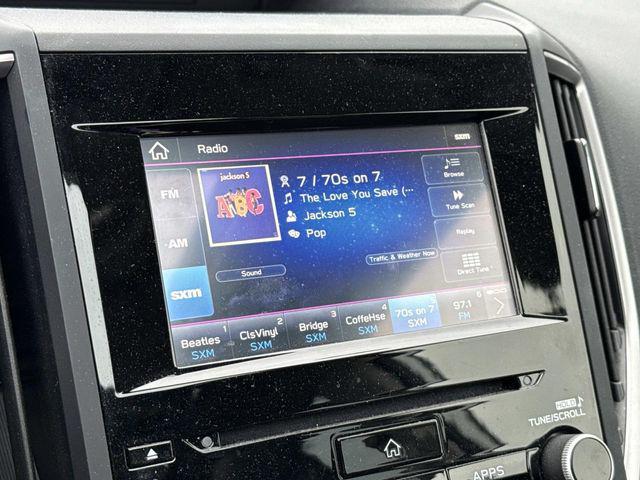 Radio
sxm
FM
AM
sxm
jackson 5
ABC
7 / 70s on 7
The Love You Save (···
Jackson 5
Pop
Sound
Traffic & Weather Now
Browse
Tune Scan
Replay
Direct Tune
Beatles 1
SXM
ClsVinyl 2
SXM
Bridge 3
SXM
CoffeHse 4
SXM
70s on 7
SXM
97.1 6
FM
HOLD
TUNE/SCROLL
APPS